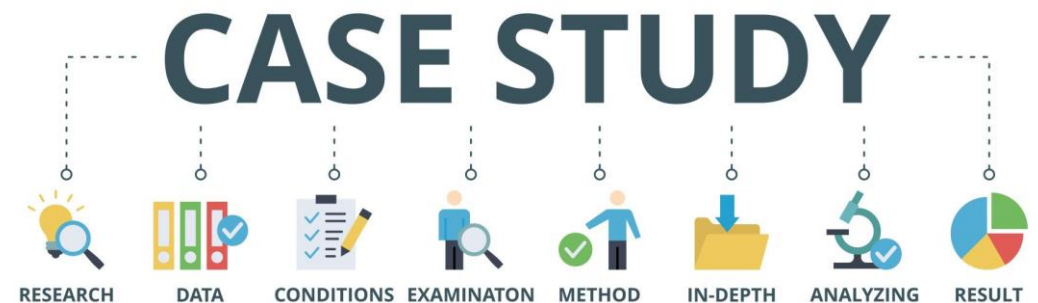 CASE STUDY
RESEARCH DATA CONDITIONS EXAMINATON METHOD IN-DEPTH ANALYZING RESULT